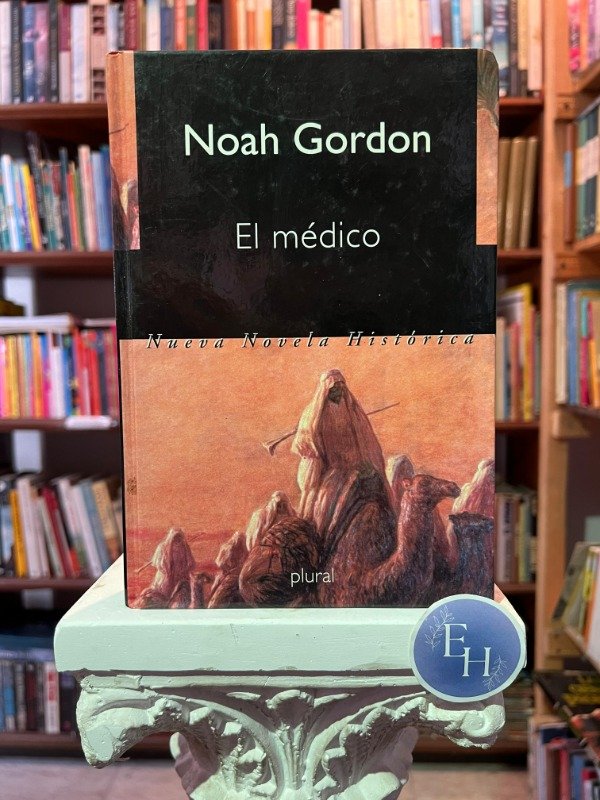 Noah Gordon
El médico
Nueva Novela Histórica
plural
EH